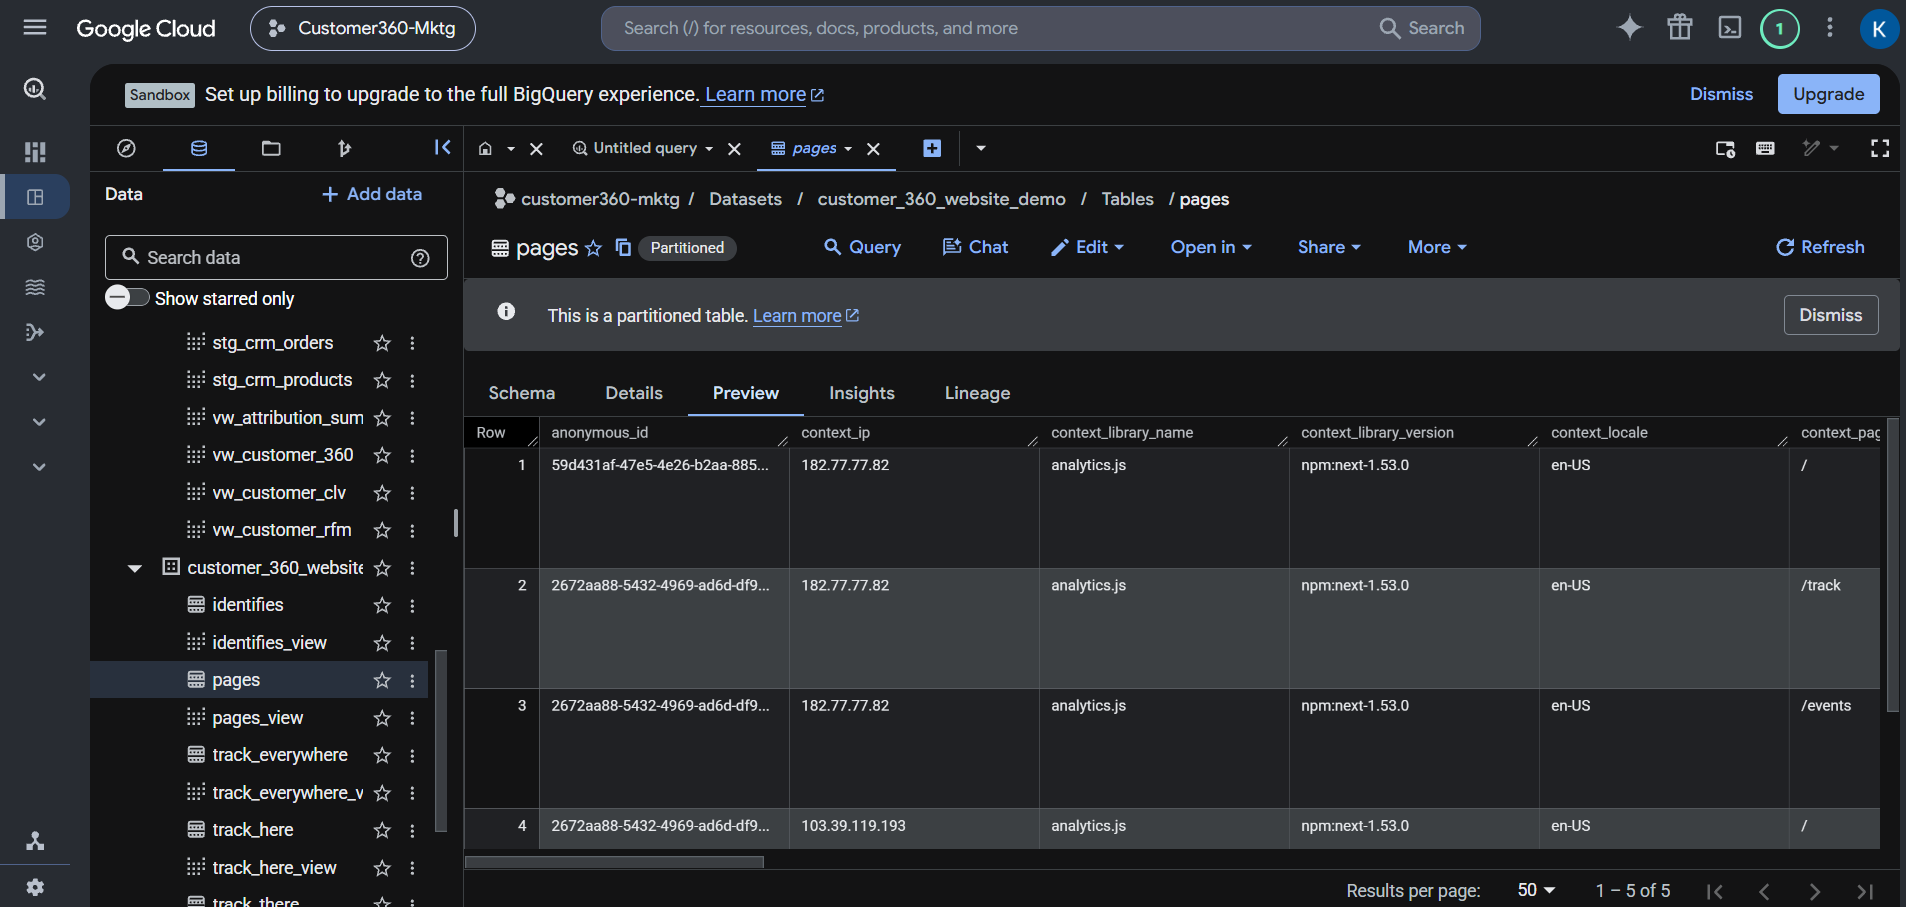 Google Cloud
Customer360-Mktg
Search (/) for resources, docs, products, and more
Search
1
K
Sandbox
Set up billing to upgrade to the full BigQuery experience. Learn more
Dismiss
Upgrade
Untitled query
pages
Data
Add data
customer360-mktg / Datasets / customer_360_website_demo / Tables / pages
pages
Partitioned
Query
Chat
Edit
Open in
Share
More
Refresh
Search data
Show starred only
This is a partitioned table. Learn more
Dismiss
stg_crm_orders
stg_crm_products
vw_attribution_sum
vw_customer_360
vw_customer_clv
vw_customer_rfm
customer_360_website
identifies
identifies_view
pages
pages_view
track_everywhere
track_everywhere_v
track_here
track_here_view
track_there
Schema
Details
Preview
Insights
Lineage
Row anonymous_id context_ip context_library_name context_library_version context_locale context_pag
1 59d431af-47e5-4e26-b2aa-885... 182.77.77.82 analytics.js npm:next-1.53.0 en-US /
2 2672aa88-5432-4969-ad6d-df9... 182.77.77.82 analytics.js npm:next-1.53.0 en-US /track
3 2672aa88-5432-4969-ad6d-df9... 182.77.77.82 analytics.js npm:next-1.53.0 en-US /events
4 2672aa88-5432-4969-ad6d-df9... 103.39.119.193 analytics.js npm:next-1.53.0 en-US /
Results per page: 50 1 – 5 of 5